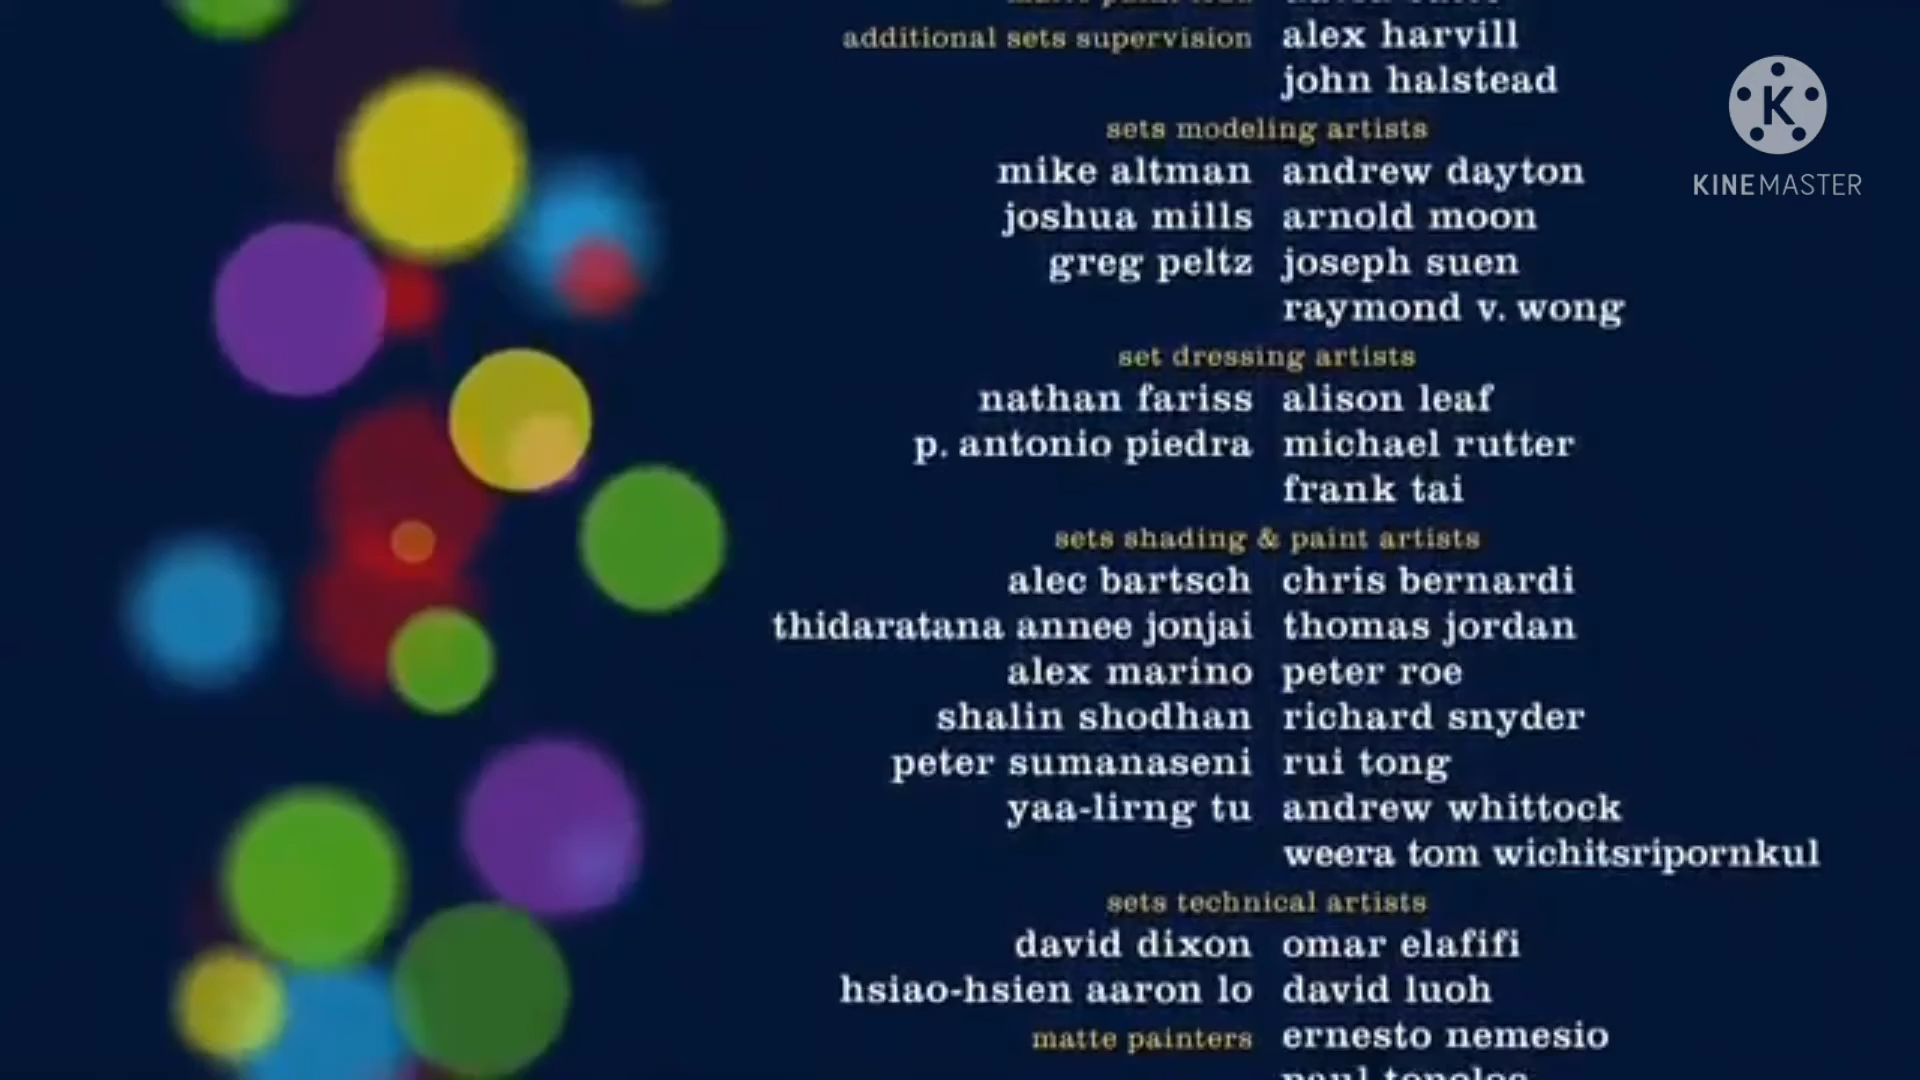 additional sets supervision alex harvill
john halstead
sets modeling artists
mike altman andrew dayton
joshua mills arnold moon
greg peltz joseph suen
raymond v. wong
set dressing artists
nathan fariss alison leaf
p. antonio piedra michael rutter
frank tai
sets shading & paint artists
alec bartsch chris bernardi
thidaratana annee jonjai thomas jordan
alex marino peter roe
shalin shodhan richard snyder
peter sumanaseni rui tong
yaa-lirng tu andrew whittock
weera tom wichitsripornkul
sets technical artists
david dixon omar elafifi
hsiao-hsien aaron lo david luoh
matte painters ernesto nemesio
K
KINEMASTER